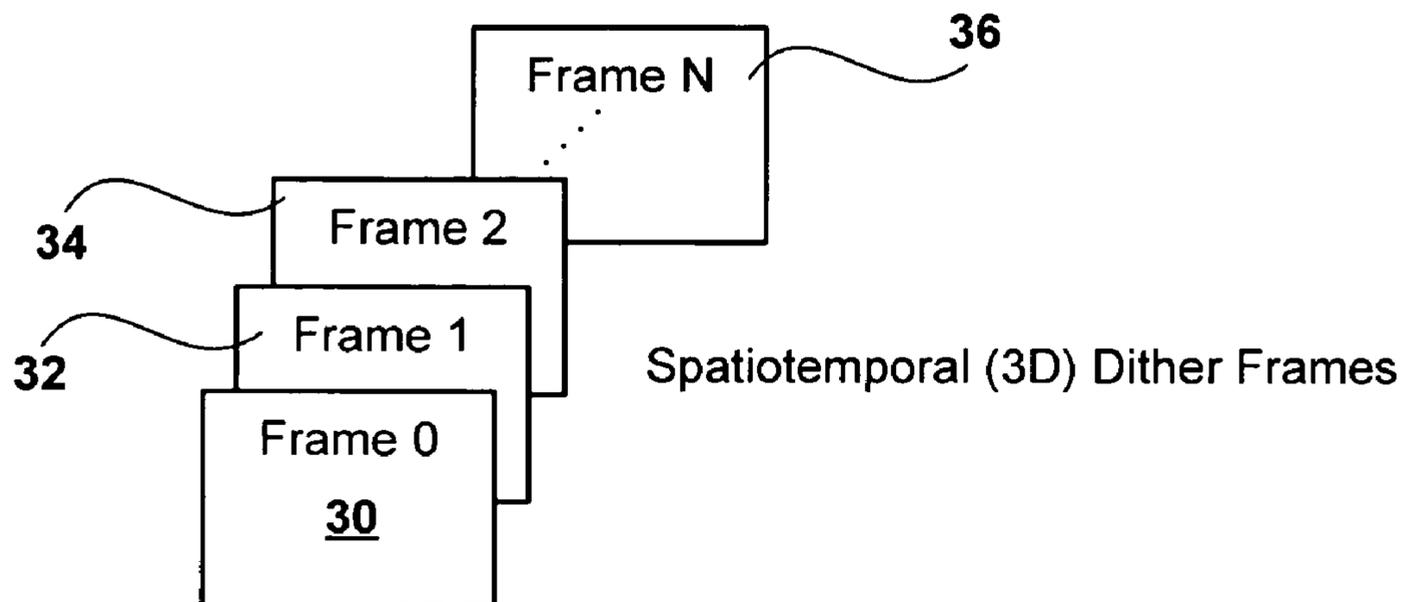 36
Frame N
34
Frame 2
Frame 1
32
Spatiotemporal (3D) Dither Frames
Frame 0
30